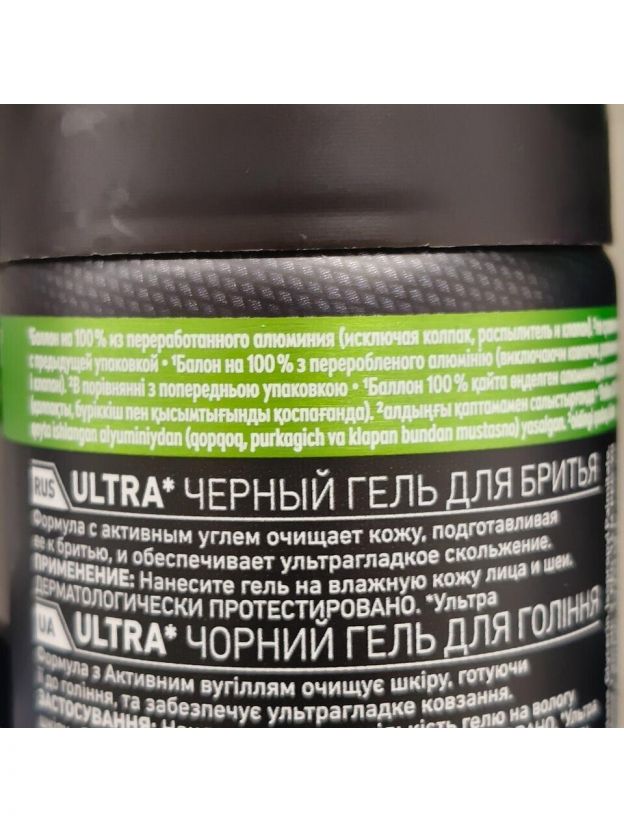 ¹Балон на 100% из переработанного алюминия (исключая колпак, распылитель и клапан).
с предыдущей упаковкой • ¹Балон на 100% з переробленого алюмінію (виключаючи
і клапан). ²В порівнянні з попередньою упаковкою • ¹Баллон 100% қайта өңделген
(қақпақты, бүріккіш пен қысымтығынды қоспағанда). ²алдыңғы қаптамамен салыстырғанда
qayta ishlangan alyuminiydan (qopqoq, purkagich va klapan bundan mustasno) yasalgan.
RUS ULTRA* ЧЕРНЫЙ ГЕЛЬ ДЛЯ БРИТЬЯ
Формула с активным углем очищает кожу, подготавливая
ее к бритью, и обеспечивает ультрагладкое скольжение.
ПРИМЕНЕНИЕ: Нанесите гель на влажную кожу лица и шеи.
ДЕРМАТОЛОГИЧЕСКИ ПРОТЕСТИРОВАНО. *Ультра
UA ULTRA* ЧОРНИЙ ГЕЛЬ ДЛЯ ГОЛІННЯ
Формула з Активним вугіллям очищує шкіру, готуючи
її до гоління, та забезпечує ультрагладке ковзання.
ЗАСТОСУВАННЯ: гелю на вологу
*Ультра